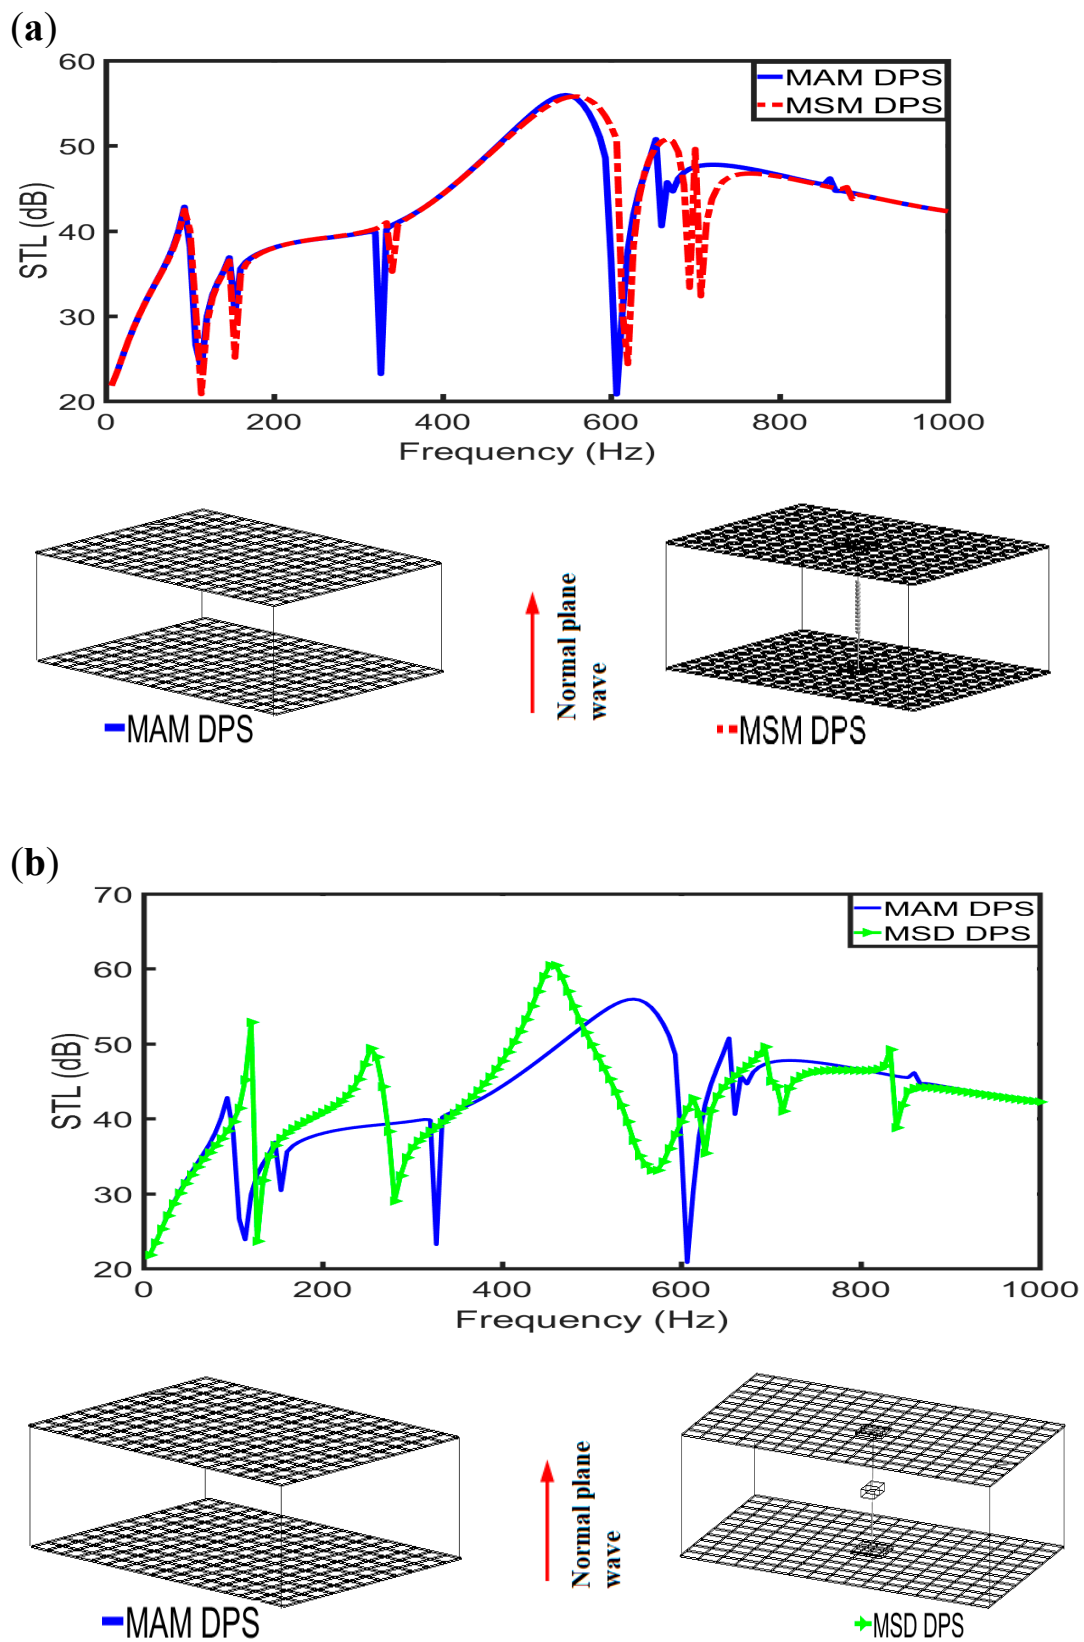 (a)
60
50
40
30
20
STL (dB)
MAM DPS
MSM DPS
0 200 400 600 800 1000
Frequency (Hz)
Normal plane
wave
MAM DPS
MSM DPS
(b)
70
60
50
40
30
20
STL (dB)
MAM DPS
MSD DPS
0 200 400 600 800 1000
Frequency (Hz)
Normal plane
wave
MAM DPS
MSD DPS